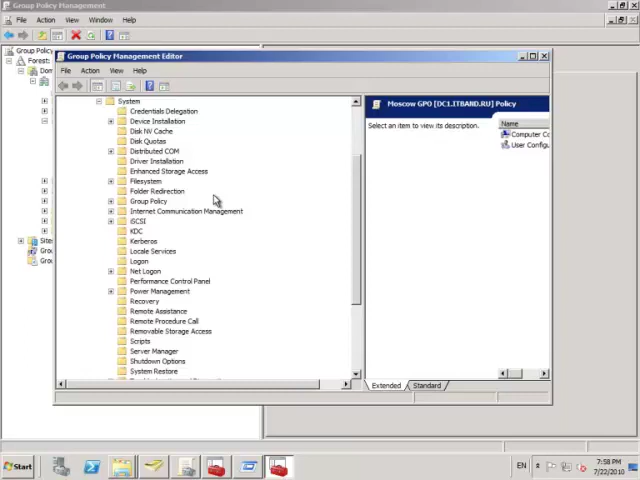 Group Policy Management
File Action View Window Help
Group Policy
Forest:
Dom
Sites
Grou
Grou
Group Policy Management Editor
File Action View Help
System
Credentials Delegation
Device Installation
Disk NV Cache
Disk Quotas
Distributed COM
Driver Installation
Enhanced Storage Access
Filesystem
Folder Redirection
Group Policy
Internet Communication Management
iSCSI
KDC
Kerberos
Locale Services
Logon
Net Logon
Performance Control Panel
Power Management
Recovery
Remote Assistance
Remote Procedure Call
Removable Storage Access
Scripts
Server Manager
Shutdown Options
System Restore
Moscow GPO [DC1.ITBAND.RU] Policy
Select an item to view its description.
Name
Computer Co
User Configu
Extended Standard
Start
EN
7:58 PM
7/22/2010